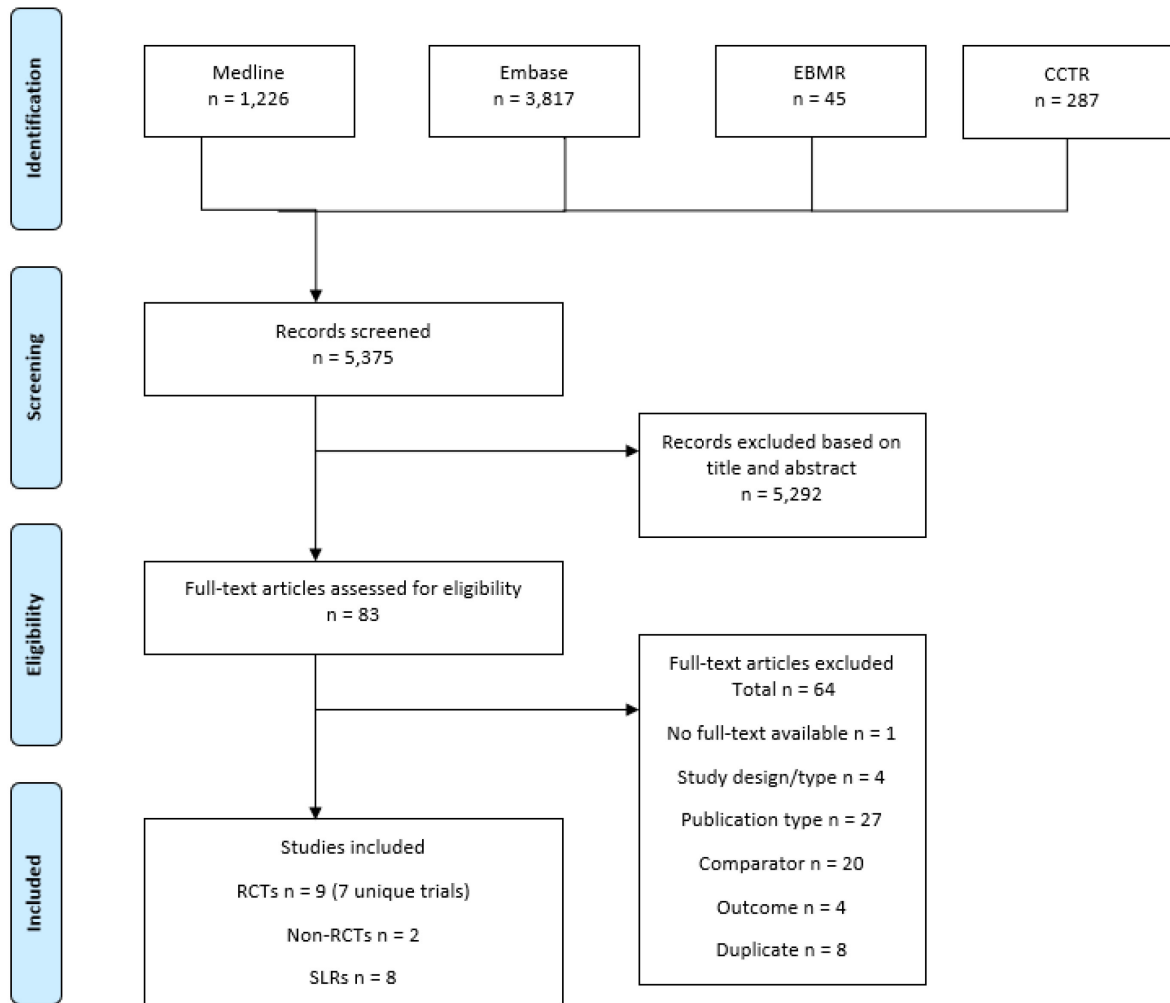 Identification
Medline
n = 1,226
Embase
n = 3,817
EBMR
n = 45
CCTR
n = 287
Screening
Records screened
n = 5,375
Records excluded based on
title and abstract
n = 5,292
Eligibility
Full-text articles assessed for eligibility
n = 83
Full-text articles excluded
Total n = 64
No full-text available n = 1
Study design/type n = 4
Publication type n = 27
Comparator n = 20
Outcome n = 4
Duplicate n = 8
Included
Studies included
RCTs n = 9 (7 unique trials)
Non-RCTs n = 2
SLRs n = 8